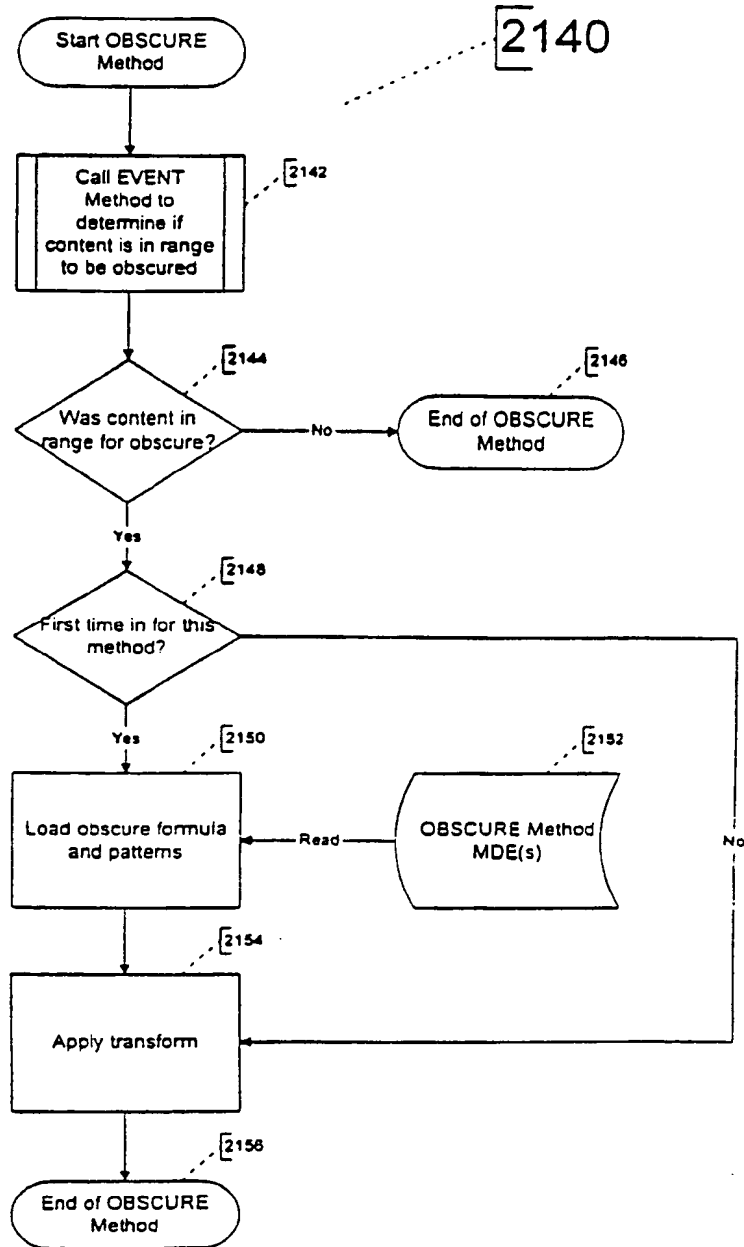 Start OBSCURE
Method
2140
Call EVENT
Method to
determine if
content is in range
to be obscured
2142
2144
Was content in
range for obscure?
No
2146
End of OBSCURE
Method
Yes
2148
First time in for this
method?
Yes
2150
Load obscure formula
and patterns
Read
2152
OBSCURE Method
MDE(s)
No
2154
Apply transform
2156
End of OBSCURE
Method